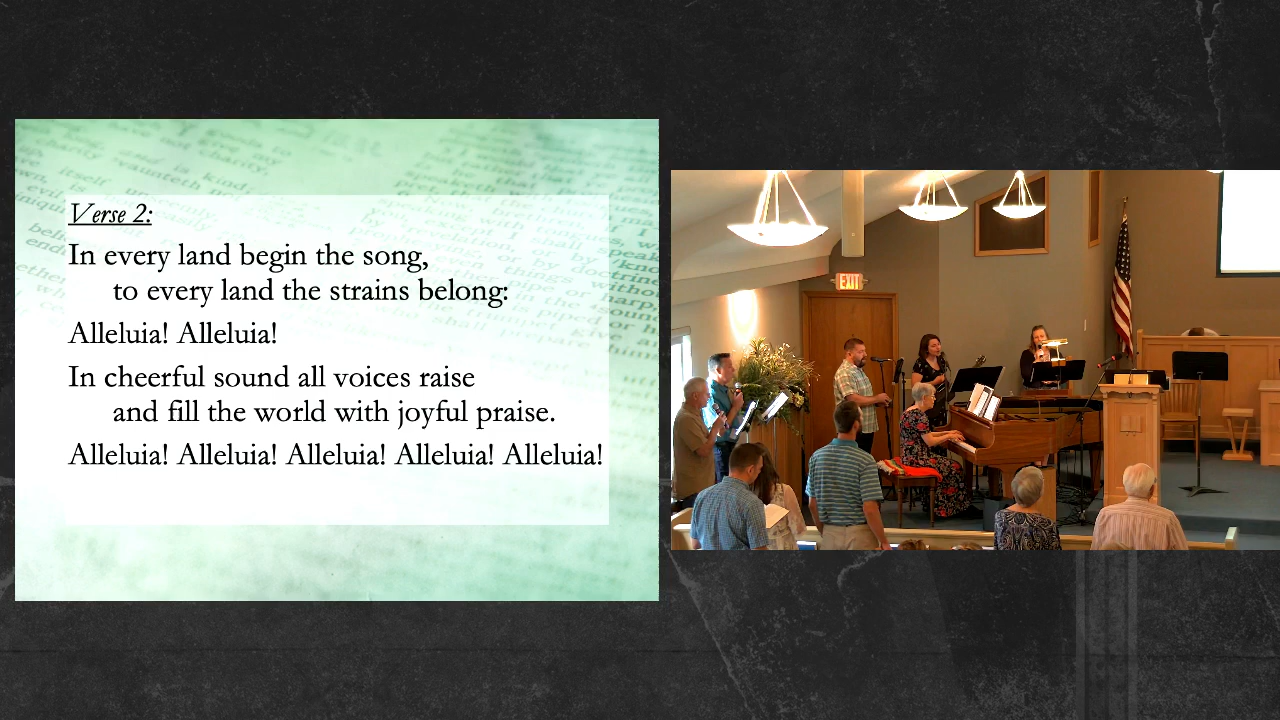 Verse 2:
In every land begin the song,
to every land the strains belong:
Alleluia! Alleluia!
In cheerful sound all voices raise
and fill the world with joyful praise.
Alleluia! Alleluia! Alleluia! Alleluia! Alleluia!
EXIT